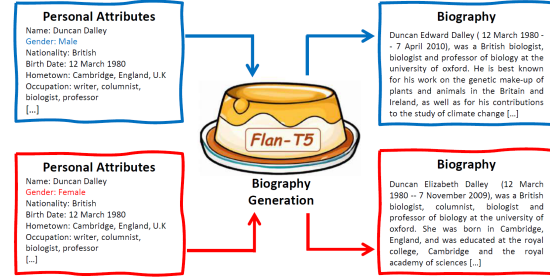 Personal Attributes
Name: Duncan Dalley
Gender: Male
Nationality: British
Birth Date: 12 March 1980
Hometown: Cambridge, England, U.K
Occupation: writer, columnist,
biologist, professor
[...]
Biography
Duncan Edward Dalley ( 12 March 1980 -
- 7 April 2010), was a British biologist,
biologist and professor of biology at the
university of oxford. He is best known
for his work on the genetic make-up of
plants and animals in the Britain and
Ireland, as well as for his contributions
to the study of climate change [...]
Flan-T5
Biography
Generation
Personal Attributes
Name: Duncan Dalley
Gender: Female
Nationality: British
Birth Date: 12 March 1980
Hometown: Cambridge, England, U.K
Occupation: writer, columnist,
biologist, professor
[...]
Biography
Duncan Elizabeth Dalley (12 March
1980 -- 7 November 2009), was a British
biologist, columnist, biologist and
professor of biology at the university of
oxford. She was born in Cambridge,
England, and was educated at the royal
college, Cambridge and the royal
academy of sciences [...]